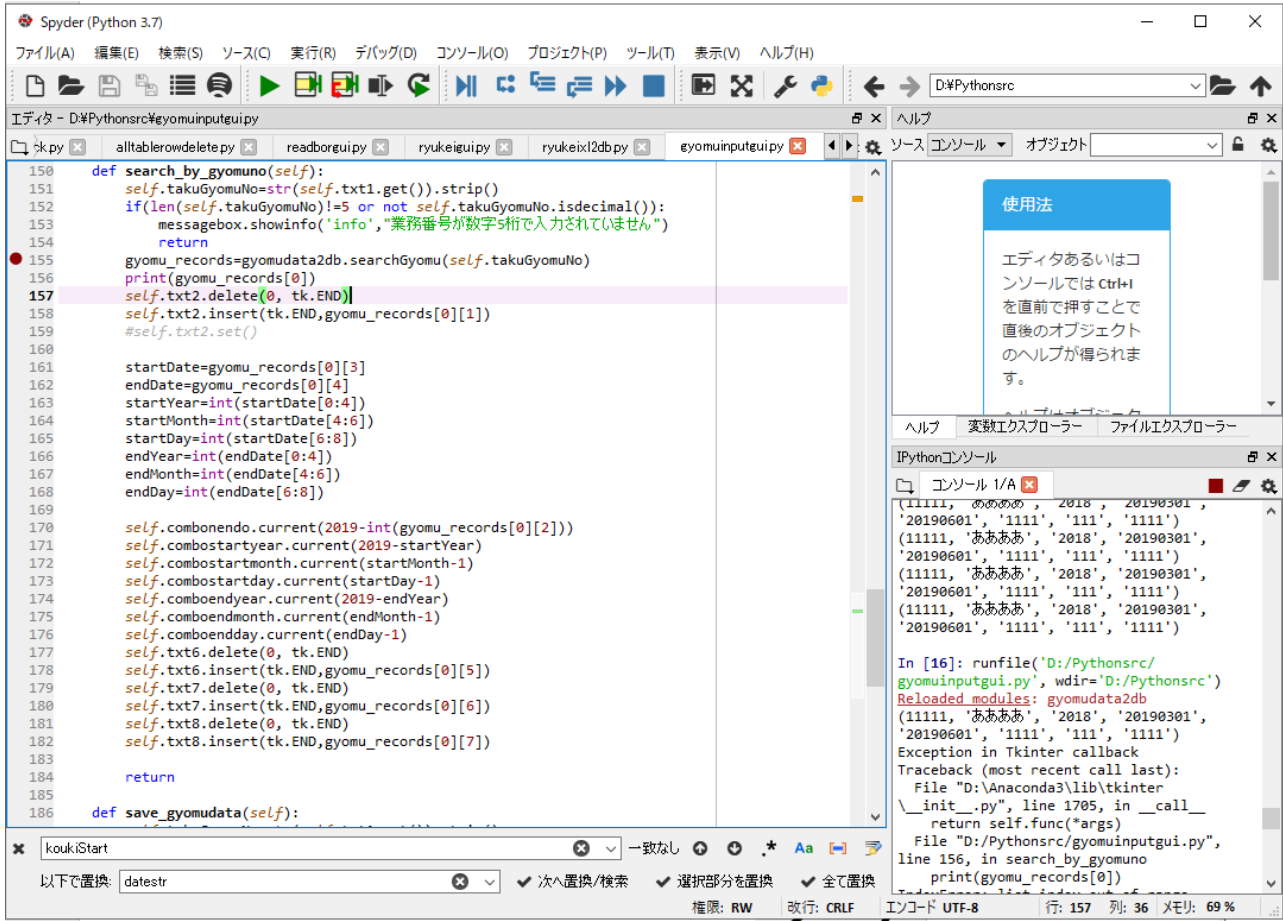 Spyder (Python 3.7)
ファイル(A) 編集(E) 検索(S) ソース(C) 実行(R) デバッグ(D) コンソール(O) プロジェクト(P) ツール(T) 表示(V) ヘルプ(H)
D:¥Pythonsrc
エディタ - D:¥Pythonsrc¥gyomuinputgui.py
ck.py alltablerowdelete.py readborgui.py ryukeigui.py ryukeixl2db.py gyomuinputgui.py
150 def search_by_gyomuno(self):
151 self.takuGyomuNo=str(self.txt1.get()).strip()
152 if(len(self.takuGyomuNo)!=5 or not self.takuGyomuNo.isdecimal()):
153 messagebox.showinfo('info',"業務番号が数字5桁で入力されていません")
154 return
155 gyomu_records=gyomudata2db.searchGyomu(self.takuGyomuNo)
156 print(gyomu_records[0])
157 self.txt2.delete(0, tk.END)
158 self.txt2.insert(tk.END,gyomu_records[0][1])
159 #self.txt2.set()
160
161 startDate=gyomu_records[0][3]
162 endDate=gyomu_records[0][4]
163 startYear=int(startDate[0:4])
164 startMonth=int(startDate[4:6])
165 startDay=int(startDate[6:8])
166 endYear=int(endDate[0:4])
167 endMonth=int(endDate[4:6])
168 endDay=int(endDate[6:8])
169
170 self.combonendo.current(2019-int(gyomu_records[0][2]))
171 self.combostartyear.current(2019-startYear)
172 self.combostartmonth.current(startMonth-1)
173 self.combostartday.current(startDay-1)
174 self.comboendyear.current(2019-endYear)
175 self.comboendmonth.current(endMonth-1)
176 self.comboendday.current(endDay-1)
177 self.txt6.delete(0, tk.END)
178 self.txt6.insert(tk.END,gyomu_records[0][5])
179 self.txt7.delete(0, tk.END)
180 self.txt7.insert(tk.END,gyomu_records[0][6])
181 self.txt8.delete(0, tk.END)
182 self.txt8.insert(tk.END,gyomu_records[0][7])
183
184 return
185
186 def save_gyomudata(self):
koukiStart 一致なし .* Aa
以下で置換: datestr 次へ置換/検索 選択部分を置換 全て置換
ヘルプ
ソース コンソール オブジェクト
使用法
エディタあるいはコ
ンソールでは Ctrl+I
を直前で押すことで
直後のオブジェクト
のヘルプが得られま
す。
ヘルプ 変数エクスプローラー ファイルエクスプローラー
IPythonコンソール
コンソール 1/A
(11111, 'ああああ', '2018', '20190301',
'20190601', '1111', '111', '1111')
(11111, 'ああああ', '2018', '20190301',
'20190601', '1111', '111', '1111')
(11111, 'ああああ', '2018', '20190301',
'20190601', '1111', '111', '1111')
(11111, 'ああああ', '2018', '20190301',
'20190601', '1111', '111', '1111')
In [16]: runfile('D:/Pythonsrc/
gyomuinputgui.py', wdir='D:/Pythonsrc')
Reloaded modules: gyomudata2db
(11111, 'ああああ', '2018', '20190301',
'20190601', '1111', '111', '1111')
Exception in Tkinter callback
Traceback (most recent call last):
File "D:\Anaconda3\lib\tkinter
\__init__.py", line 1705, in __call__
return self.func(*args)
File "D:/Pythonsrc/gyomuinputgui.py",
line 156, in search_by_gyomuno
print(gyomu_records[0])
IndexError: list index out of range
権限: RW 改行: CRLF エンコード UTF-8 行: 157 列: 36 メモリ: 69 %